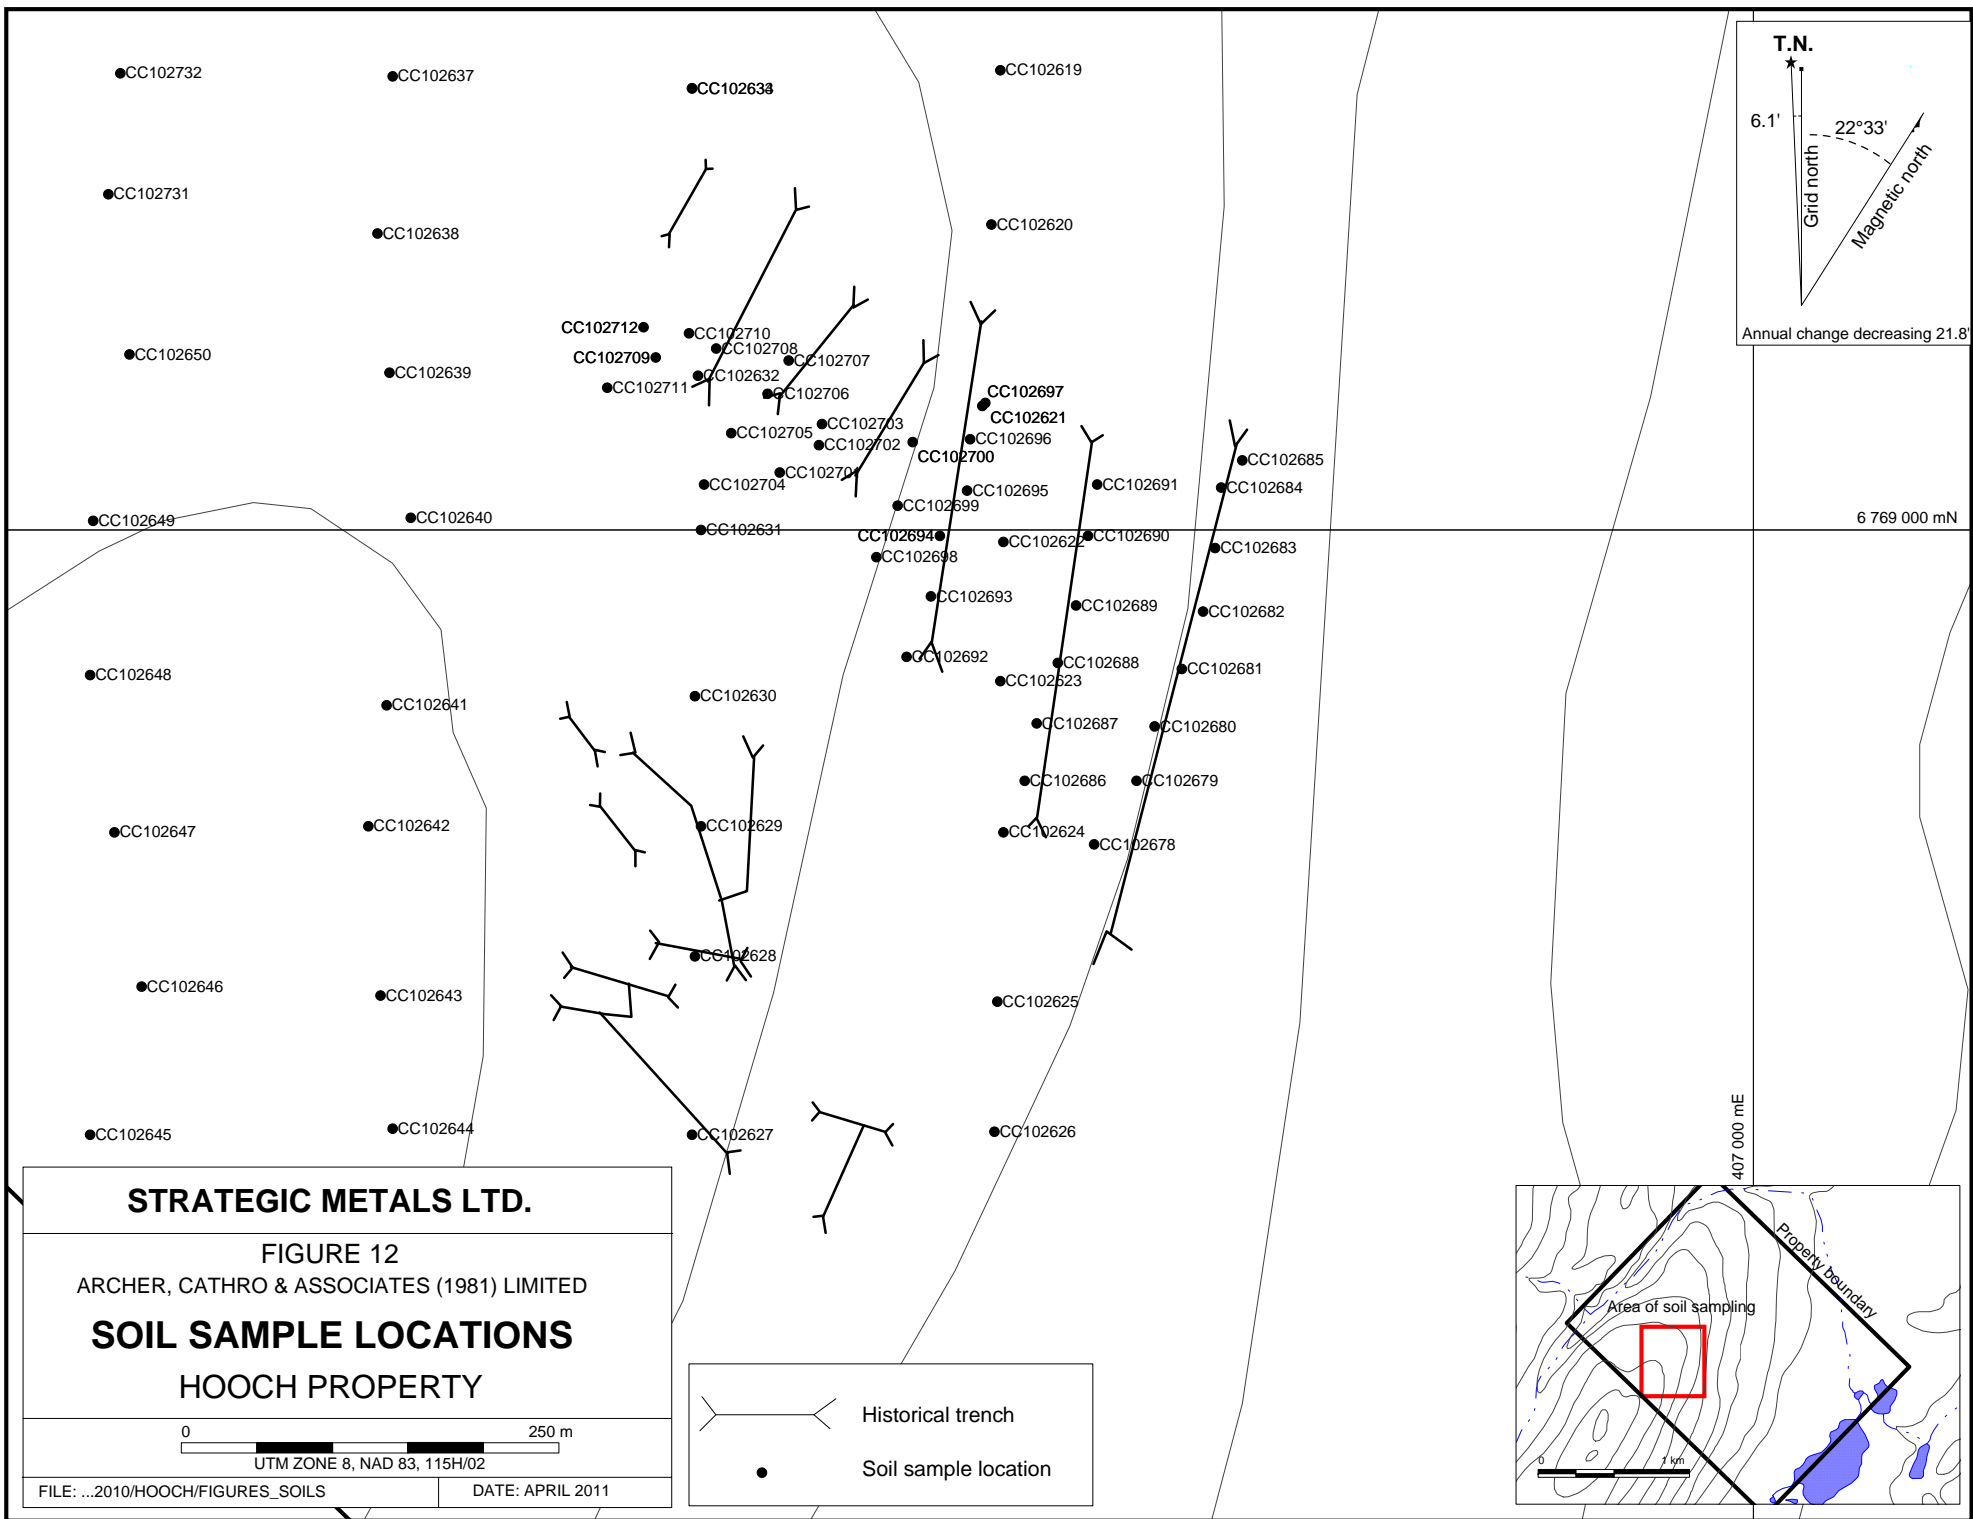 CC102732
CC102637
CC102619
T.N.
6.1'
22°33'
Grid north
Magnetic north
Annual change decreasing 21.8'
CC102731
CC102638
CC102620
CC102712
CC102710
CC102708
CC102709
CC102707
CC102650
CC102639
CC102632
CC102711
CC102706
CC102697
CC102621
CC102703
CC102705
CC102702
CC102696
CC102700
CC102701
CC102704
CC102685
CC102684
CC102691
CC102695
CC102699
CC102649
CC102640
CC102631
6 769 000 mN
CC102694
CC102622
CC102690
CC102683
CC102698
CC102693
CC102689
CC102682
CC102692
CC102688
CC102681
CC102648
CC102623
CC102641
CC102630
CC102687
CC102680
CC102686
CC102679
CC102647
CC102642
CC102629
CC102624
CC102678
CC102628
CC102646
CC102643
CC102625
CC102645
CC102644
CC102627
CC102626
407 000 mE
STRATEGIC METALS LTD.
FIGURE 12
ARCHER, CATHRO & ASSOCIATES (1981) LIMITED
SOIL SAMPLE LOCATIONS
HOOCH PROPERTY
0 250 m
UTM ZONE 8, NAD 83, 115H/02
FILE: ...2010/HOOCH/FIGURES_SOILS
DATE: APRIL 2011
Historical trench
Soil sample location
Property boundary
Area of soil sampling
0 1 km